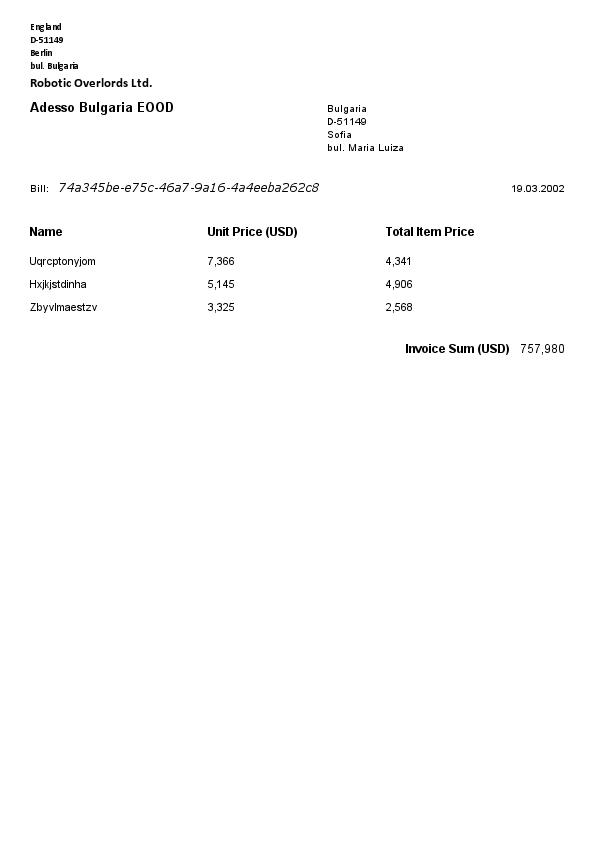 England
D-51149
Berlin
bul. Bulgaria
Robotic Overlords Ltd.
Adesso Bulgaria EOOD
Bulgaria
D-51149
Sofia
bul. Maria Luiza
Bill: 74a345be-e75c-46a7-9a16-4a4eeba262c8 19.03.2002
Name Unit Price (USD) Total Item Price
Uqrcptonyjom 7,366 4,341
Hxjkjstdinha 5,145 4,906
Zbyvlmaestzv 3,325 2,568
Invoice Sum (USD) 757,980